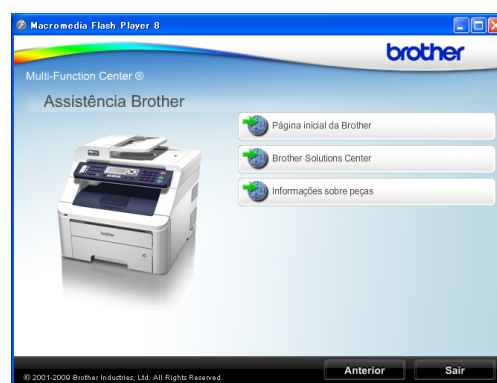 Macromedia Flash Player 8
brother
Multi-Function Center ®
Assistência Brother
Página inicial da Brother
Brother Solutions Center
Informações sobre peças
© 2001-2009 Brother Industries, Ltd. All Rights Reserved.
Anterior
Sair